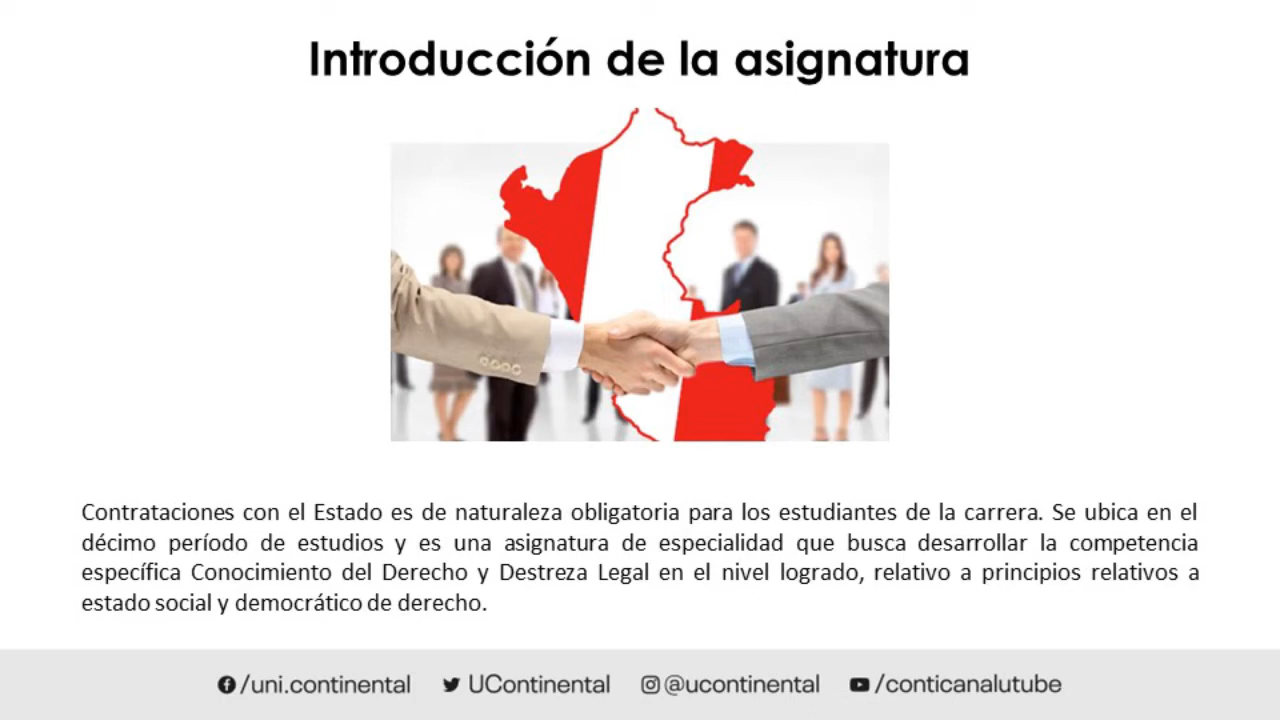 Introducción de la asignatura
Contrataciones con el Estado es de naturaleza obligatoria para los estudiantes de la carrera. Se ubica en el
décimo período de estudios y es una asignatura de especialidad que busca desarrollar la competencia
específica Conocimiento del Derecho y Destreza Legal en el nivel logrado, relativo a principios relativos a
estado social y democrático de derecho.
/uni.continental UContinental @ucontinental /conticanalutube